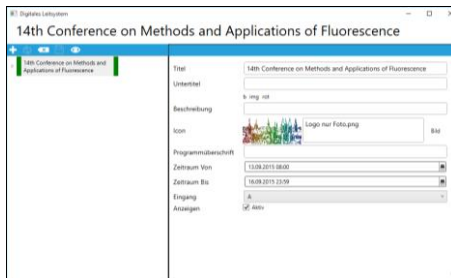 Digitales Leitsystem
14th Conference on Methods and Applications of Fluorescence
14th Conference on Methods and
Applications of Fluorescence
Titel
14th Conference on Methods and Applications of Fluorescence
Untertitel
b img rot
Beschreibung
Icon
Logo nur Foto.png
Bild
Programmüberschrift
Zeitraum Von
13.09.2015 08:00
Zeitraum Bis
16.09.2015 23:59
Eingang
A
Anzeigen
Aktiv